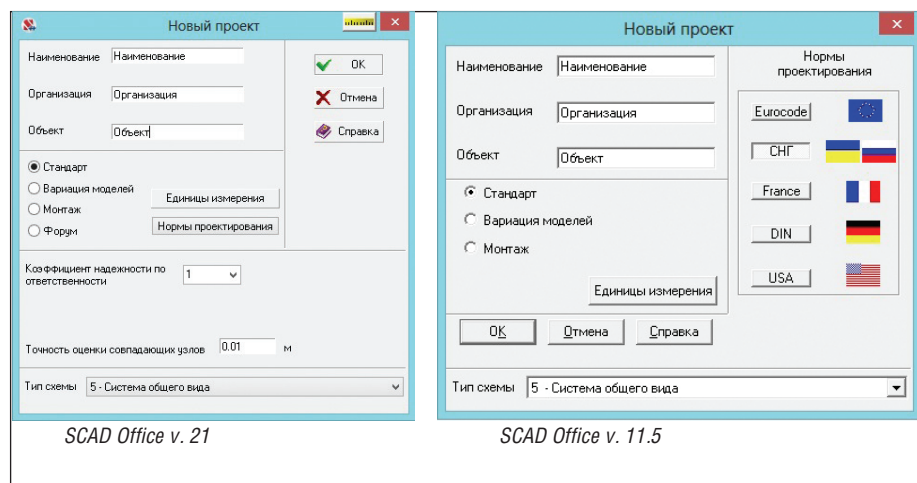 Новый проект
Наименование Наименование
OK
Организация Организация
Отмена
Объект Объект
Справка
Стандарт
Вариация моделей
Единицы измерения
Монтаж
Форум
Нормы проектирования
Коэффициент надежности по
ответственности
1
Точность оценки совпадающих узлов 0.01 м
Тип схемы 5 - Система общего вида
SCAD Office v. 21
Новый проект
Наименование Наименование
Организация Организация
Объект Объект
Стандарт
Вариация моделей
Монтаж
Единицы измерения
Нормы
проектирования
Eurocode
СНГ
France
DIN
USA
OK Отмена Справка
Тип схемы 5 - Система общего вида
SCAD Office v. 11.5